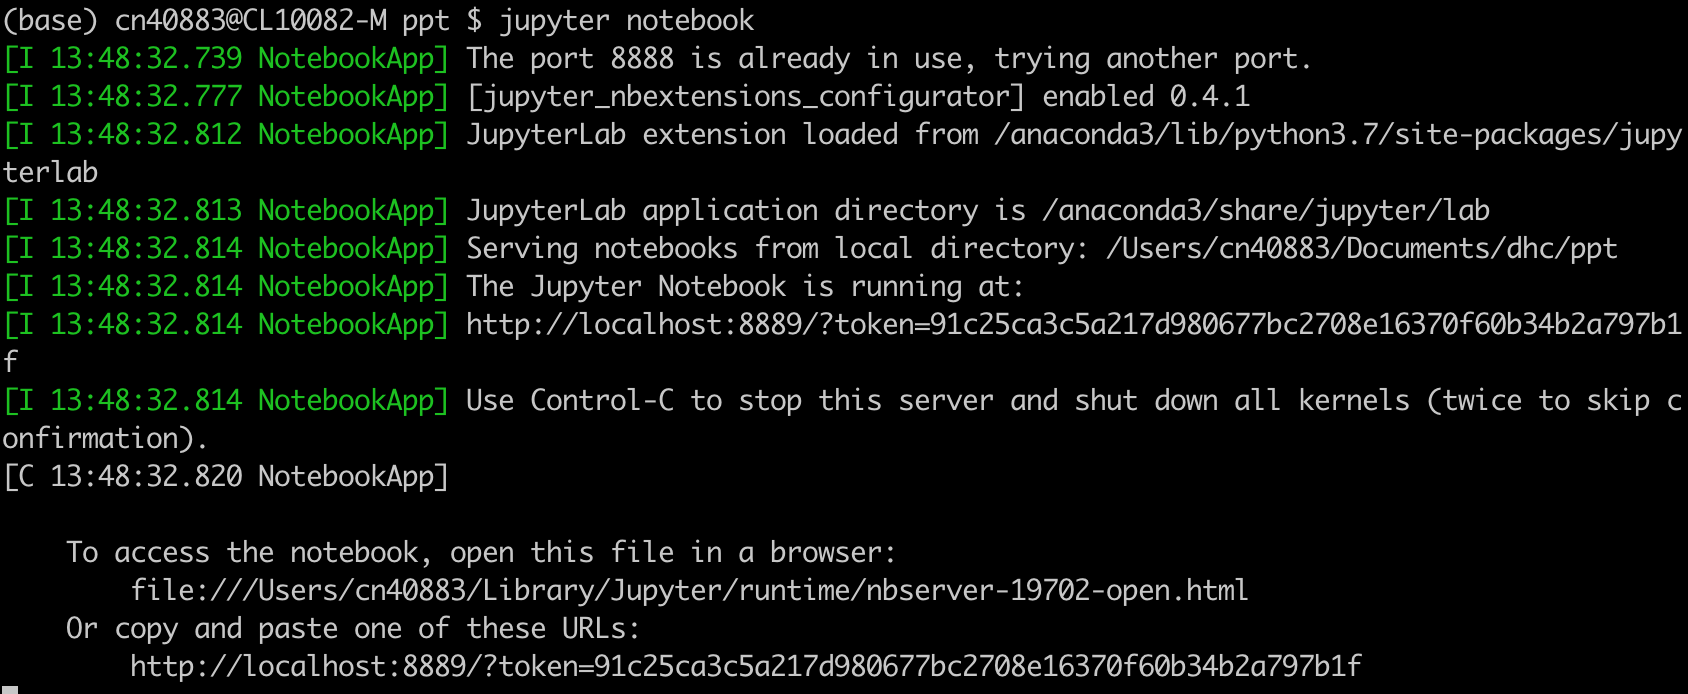 (base) cn40883@CL10082-M ppt $ jupyter notebook
[I 13:48:32.739 NotebookApp] The port 8888 is already in use, trying another port.
[I 13:48:32.777 NotebookApp] [jupyter_nbextensions_configurator] enabled 0.4.1
[I 13:48:32.812 NotebookApp] JupyterLab extension loaded from /anaconda3/lib/python3.7/site-packages/jupy
terlab
[I 13:48:32.813 NotebookApp] JupyterLab application directory is /anaconda3/share/jupyter/lab
[I 13:48:32.814 NotebookApp] Serving notebooks from local directory: /Users/cn40883/Documents/dhc/ppt
[I 13:48:32.814 NotebookApp] The Jupyter Notebook is running at:
[I 13:48:32.814 NotebookApp] http://localhost:8889/?token=91c25ca3c5a217d980677bc2708e16370f60b34b2a797b1
f
[I 13:48:32.814 NotebookApp] Use Control-C to stop this server and shut down all kernels (twice to skip c
onfirmation).
[C 13:48:32.820 NotebookApp]
To access the notebook, open this file in a browser:
file:///Users/cn40883/Library/Jupyter/runtime/nbserver-19702-open.html
Or copy and paste one of these URLs:
http://localhost:8889/?token=91c25ca3c5a217d980677bc2708e16370f60b34b2a797b1f